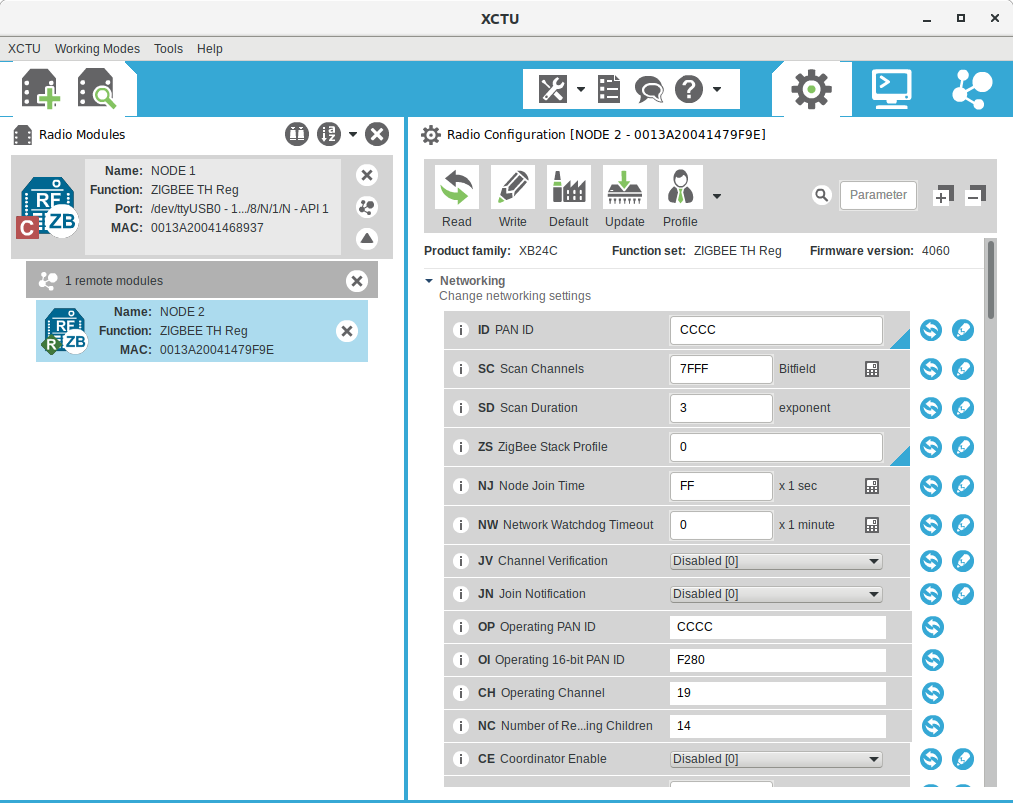 XCTU
XCTU Working Modes Tools Help
Radio Modules
Name: NODE 1
Function: ZIGBEE TH Reg
Port: /dev/ttyUSB0 - 1.../8/N/1/N - API 1
MAC: 0013A20041468937
RF
C ZB
1 remote modules
Name: NODE 2
Function: ZIGBEE TH Reg
MAC: 0013A20041479F9E
RF
R ZB
Radio Configuration [NODE 2 - 0013A20041479F9E]
Read Write Default Update Profile
Parameter
Product family: XB24C Function set: ZIGBEE TH Reg Firmware version: 4060
Networking
Change networking settings
i ID PAN ID CCCC
i SC Scan Channels 7FFF Bitfield
i SD Scan Duration 3 exponent
i ZS ZigBee Stack Profile 0
i NJ Node Join Time FF x 1 sec
i NW Network Watchdog Timeout 0 x 1 minute
i JV Channel Verification Disabled [0]
i JN Join Notification Disabled [0]
i OP Operating PAN ID CCCC
i OI Operating 16-bit PAN ID F280
i CH Operating Channel 19
i NC Number of Re...ing Children 14
i CE Coordinator Enable Disabled [0]